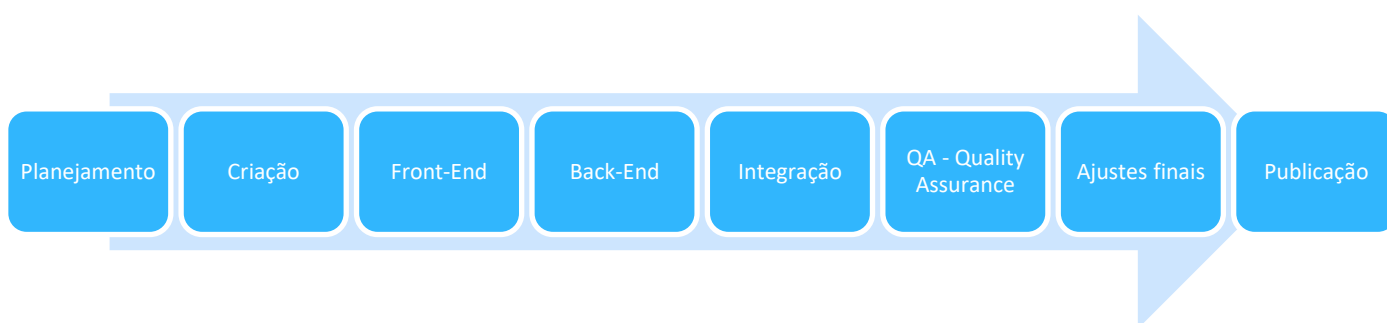 Planejamento
Criação
Front-End
Back-End
Integração
QA - Quality
Assurance
Ajustes finais
Publicação